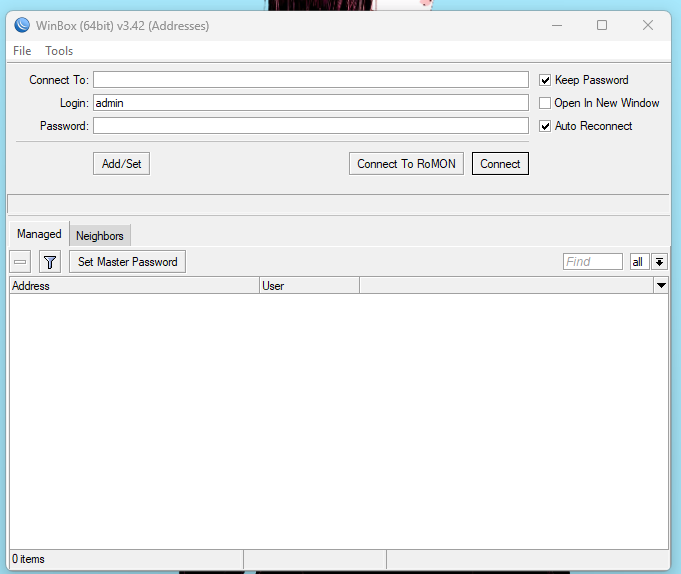 WinBox (64bit) v3.42 (Addresses)
File Tools
Connect To:
Keep Password
Login: admin
Open In New Window
Password:
Auto Reconnect
Add/Set Connect To RoMON Connect
Managed Neighbors
Set Master Password Find all
Address User
0 items